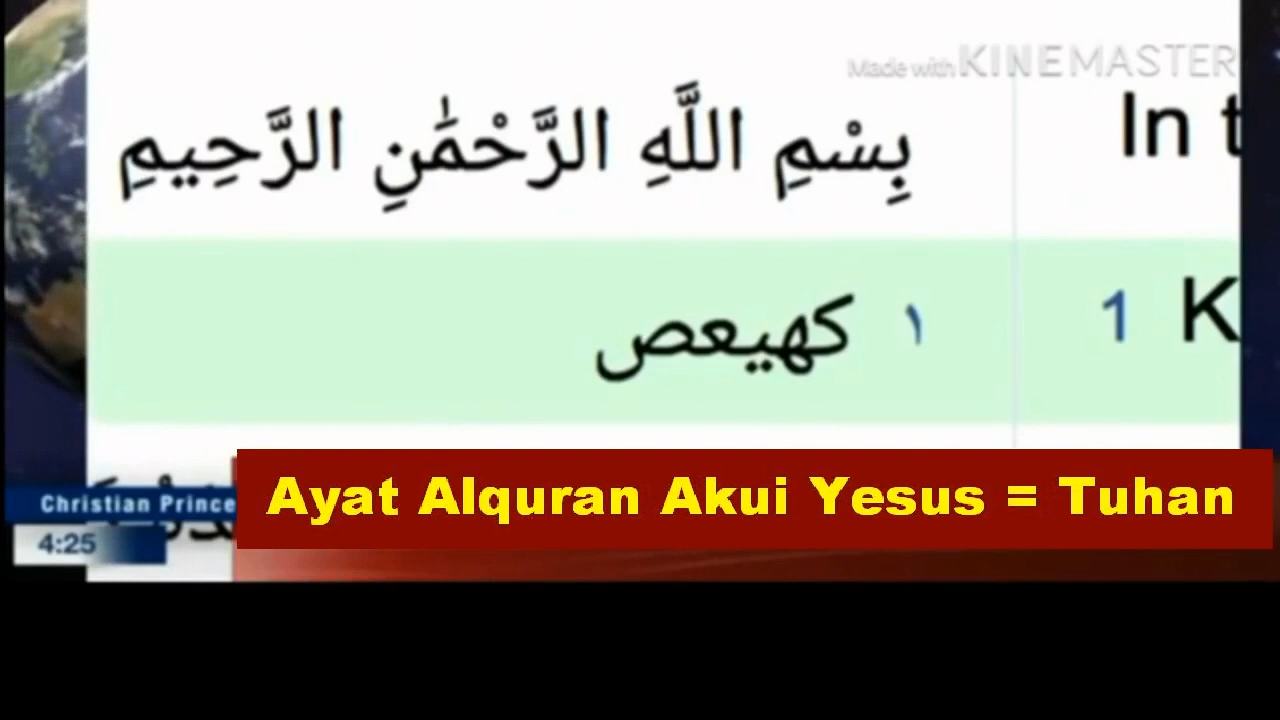 Made with KINEMASTER
بِسْمِ اللَّهِ الرَّحْمَٰنِ الرَّحِيمِ
In t
١ كهيعص
1 K
Ayat Alquran Akui Yesus = Tuhan
Christian Prince
4:25